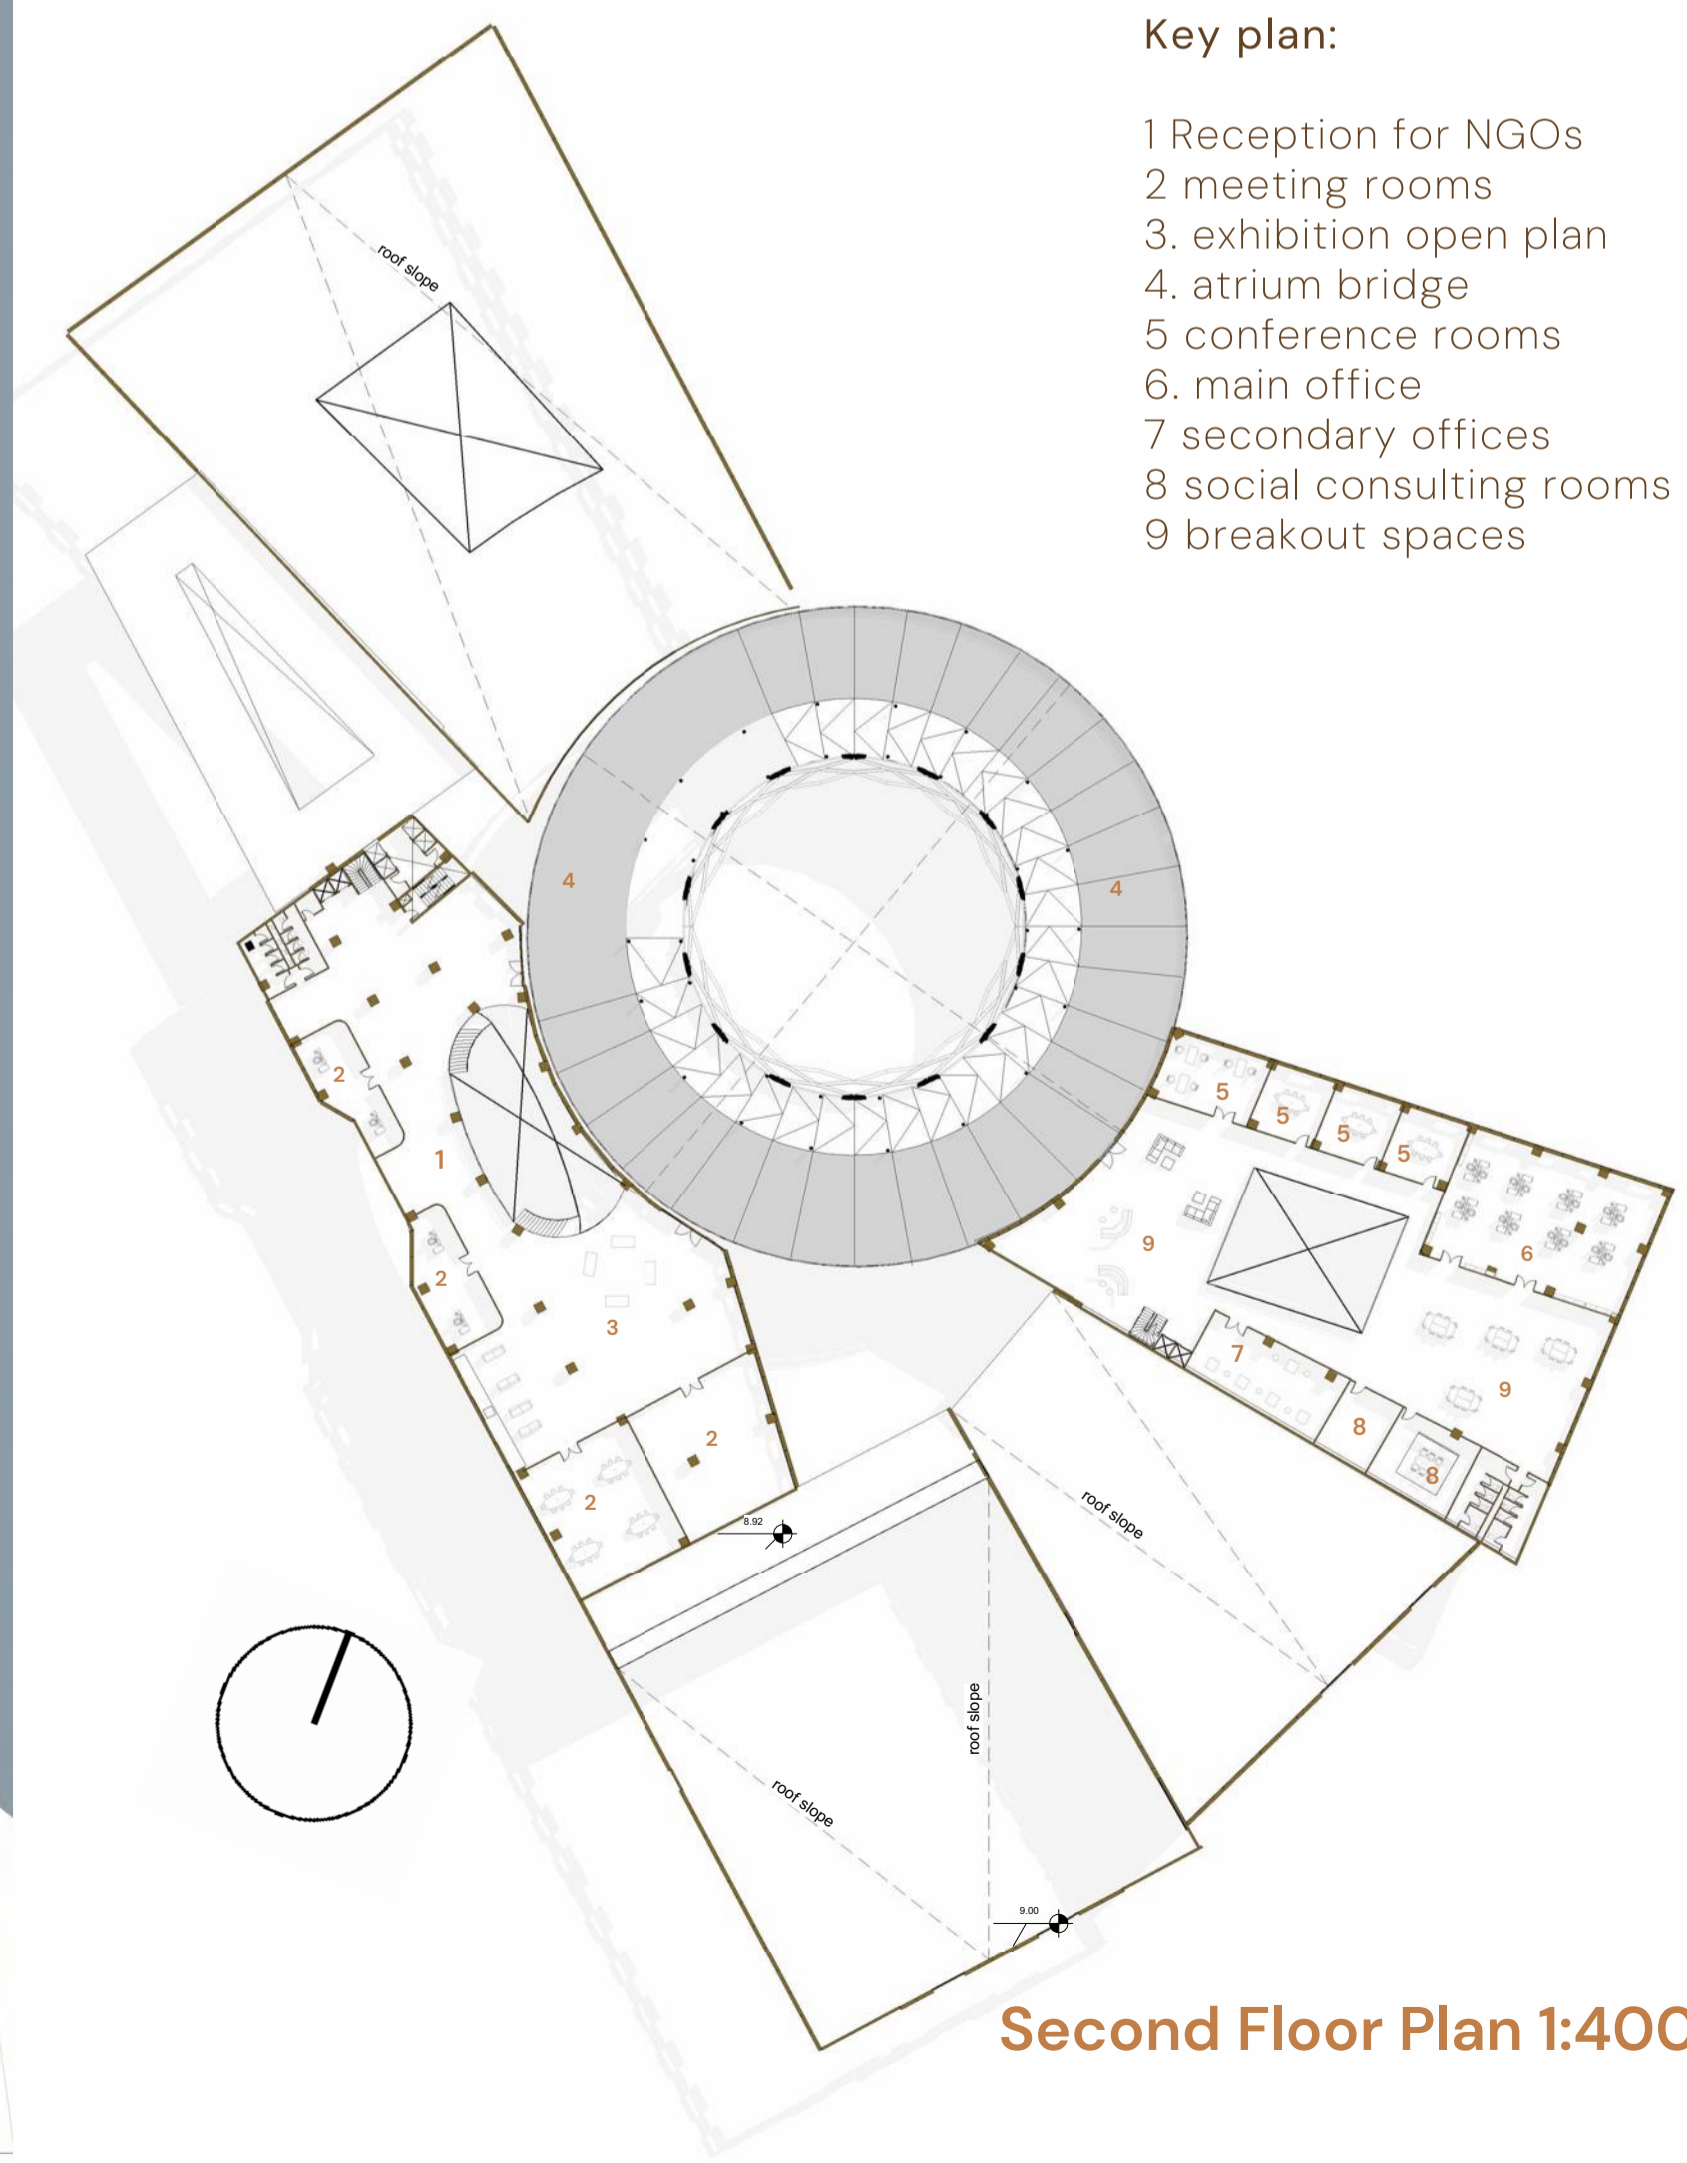 Key plan:
1 Reception for NGOs
2 meeting rooms
3. exhibition open plan
4. atrium bridge
5 conference rooms
6. main office
7 secondary offices
8 social consulting rooms
9 breakout spaces
roof slope
4
4
2
1
2
3
2
2
5
5
5
5
6
9
7
9
8
8
8.92
roof slope
roof slope
roof slope
9.00
Second Floor Plan 1:400